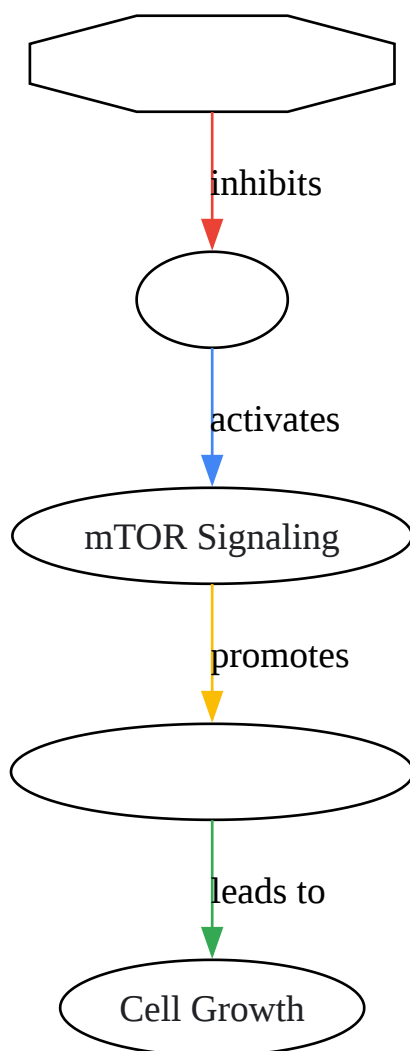 inhibits
activates
mTOR Signaling
promotes
leads to
Cell Growth